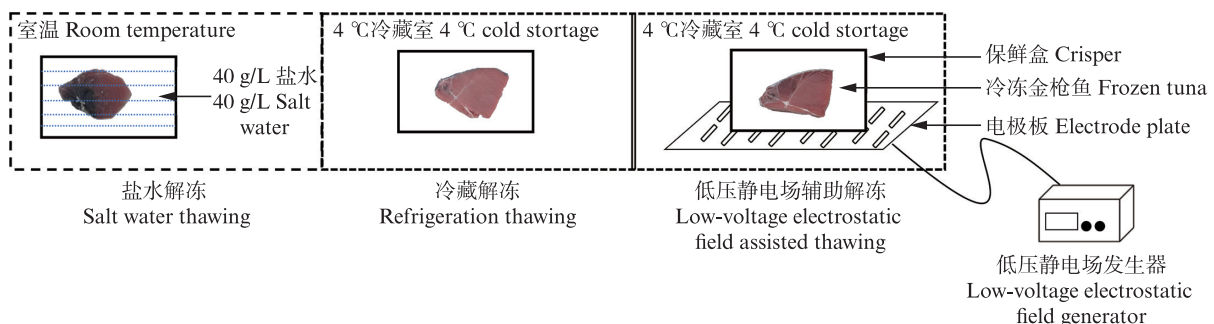 室温 Room temperature
40 g/L 盐水
40 g/L Salt
water
盐水解冻
Salt water thawing
4 ℃冷藏室 4 ℃ cold stortage
冷藏解冻
Refrigeration thawing
4 ℃冷藏室 4 ℃ cold stortage
保鲜盒 Crisper
冷冻金枪鱼 Frozen tuna
电极板 Electrode plate
低压静电场辅助解冻
Low-voltage electrostatic
field assisted thawing
低压静电场发生器
Low-voltage electrostatic
field generator